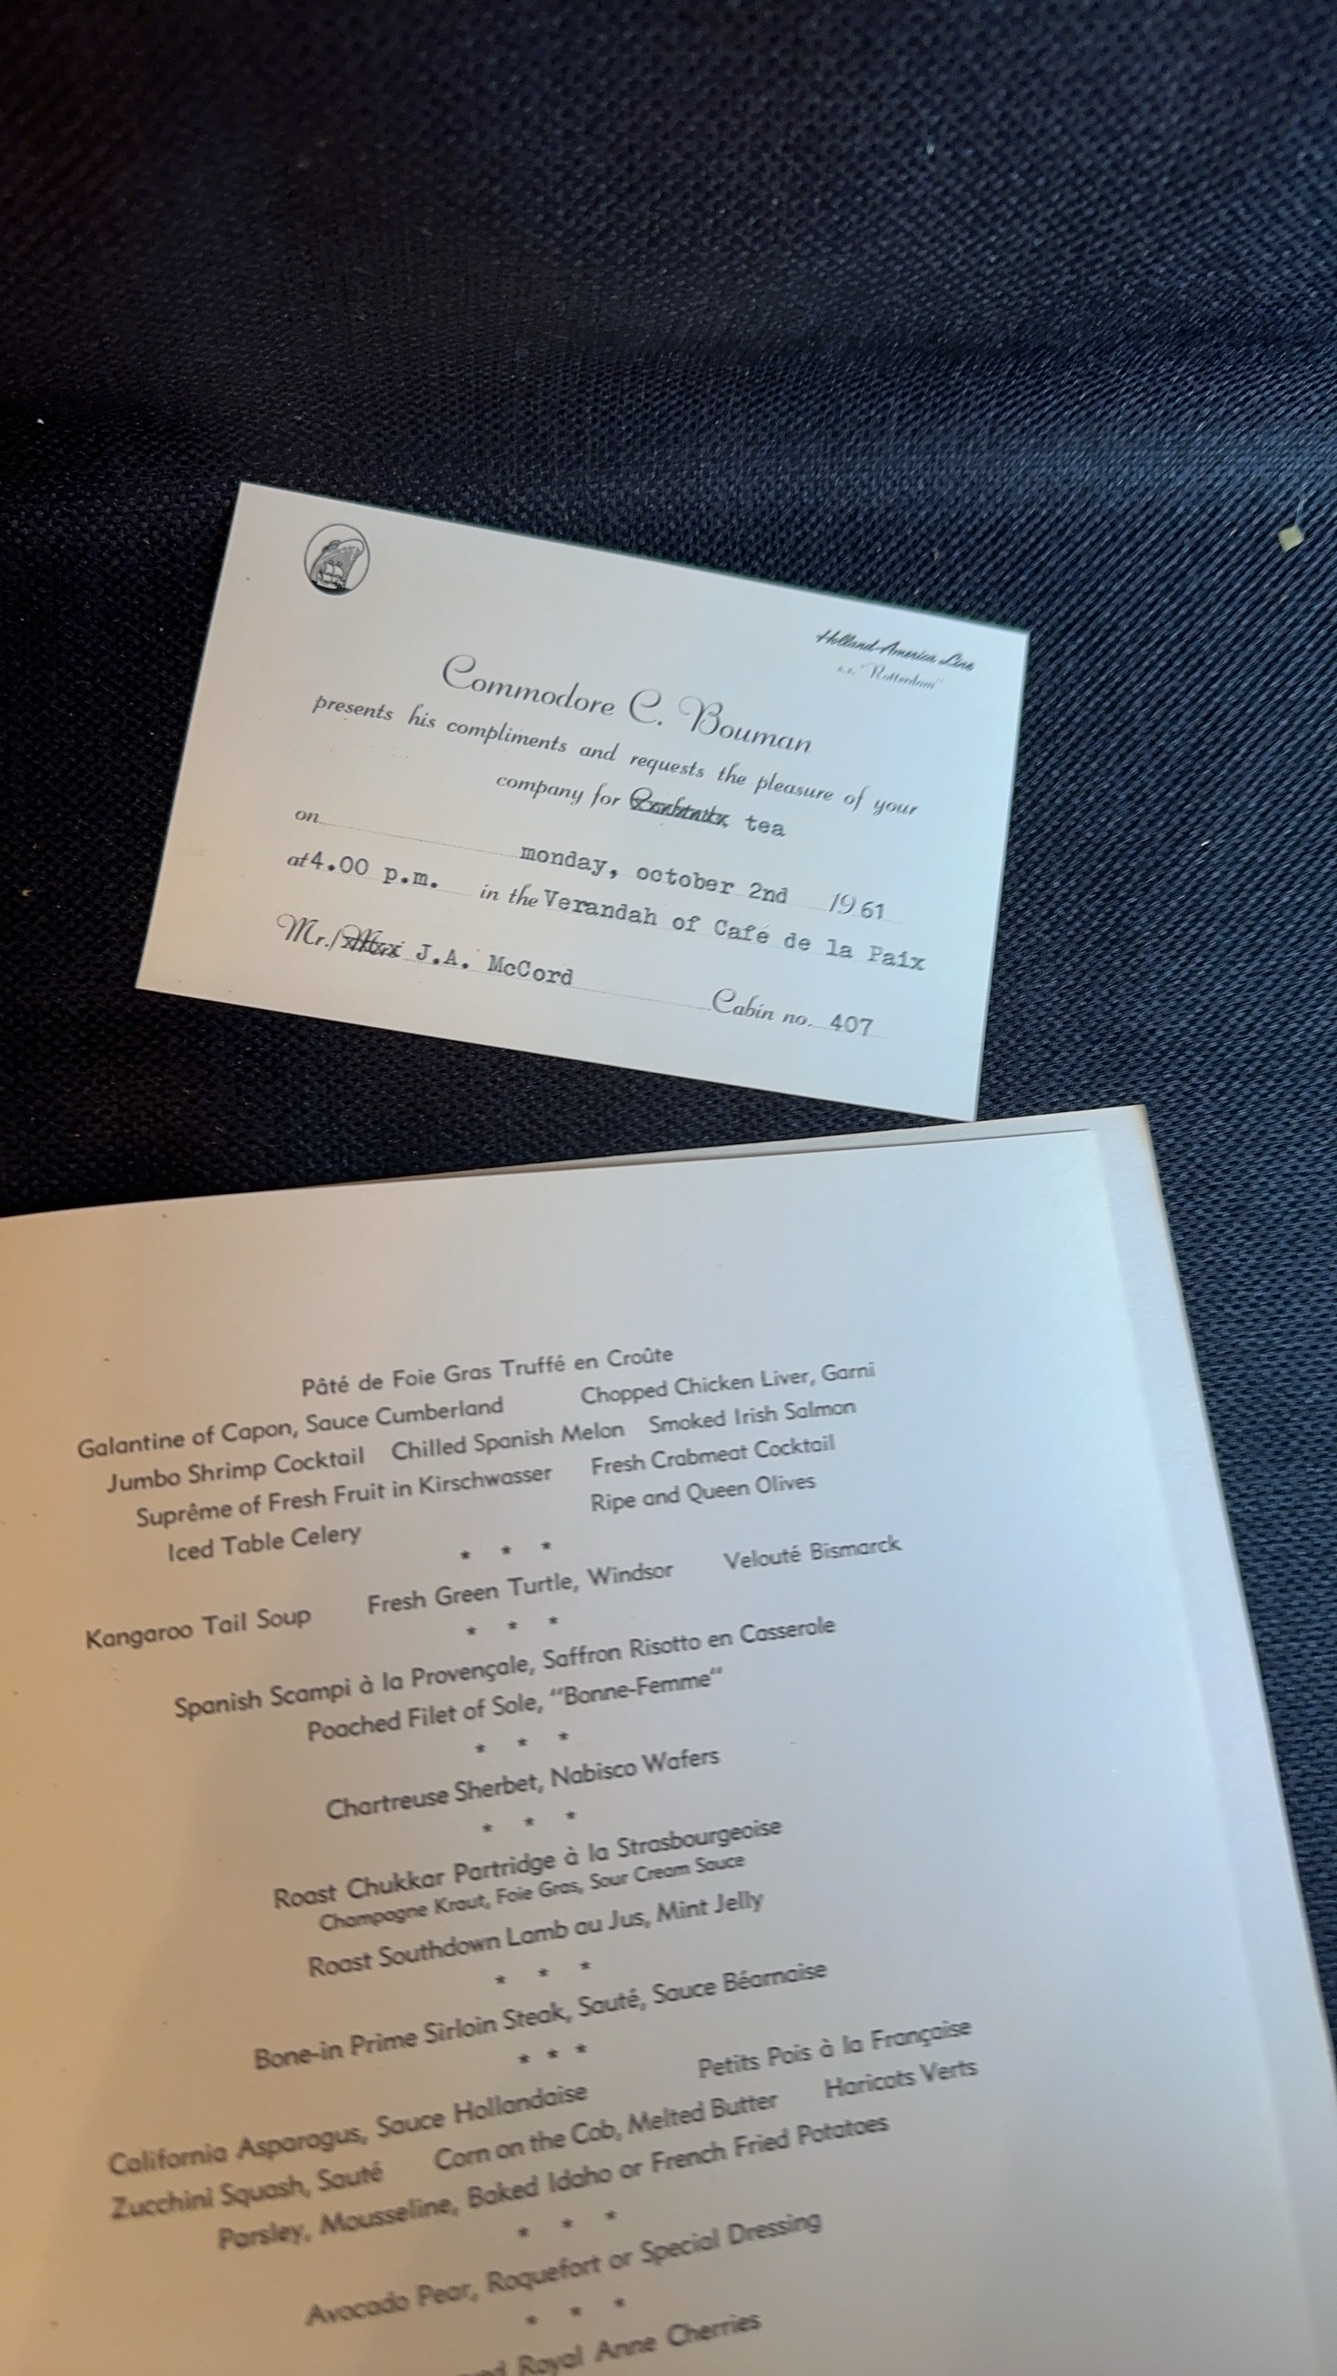 Holland-America Line
s.s. "Rotterdam"
Commodore C. Bouman
presents his compliments and requests the pleasure of your
company for Cocktails tea
on monday, october 2nd 1961
at 4.00 p.m. in the Verandah of Café de la Paix
Mr./Mrs. J.A. McCord
Cabin no. 407
Pâté de Foie Gras Truffé en Croûte
Galantine of Capon, Sauce Cumberland Chopped Chicken Liver, Garni
Jumbo Shrimp Cocktail Chilled Spanish Melon Smoked Irish Salmon
Suprême of Fresh Fruit in Kirschwasser Fresh Crabmeat Cocktail
Iced Table Celery Ripe and Queen Olives
* * *
Kangaroo Tail Soup Fresh Green Turtle, Windsor Velouté Bismarck
* * *
Spanish Scampi à la Provençale, Saffron Risotto en Casserole
Poached Filet of Sole, "Bonne-Femme"
* * *
Chartreuse Sherbet, Nabisco Wafers
* * *
Roast Chukkar Partridge à la Strasbourgeoise
Champagne Kraut, Foie Gras, Sour Cream Sauce
Roast Southdown Lamb au Jus, Mint Jelly
* * *
Bone-in Prime Sirloin Steak, Sauté, Sauce Béarnaise
* * *
California Asparagus, Sauce Hollandaise Petits Pois à la Française
Zucchini Squash, Sauté Corn on the Cob, Melted Butter Haricots Verts
Parsley, Mousseline, Baked Idaho or French Fried Potatoes
* * *
Avocado Pear, Roquefort or Special Dressing
* * *
Royal Anne Cherries